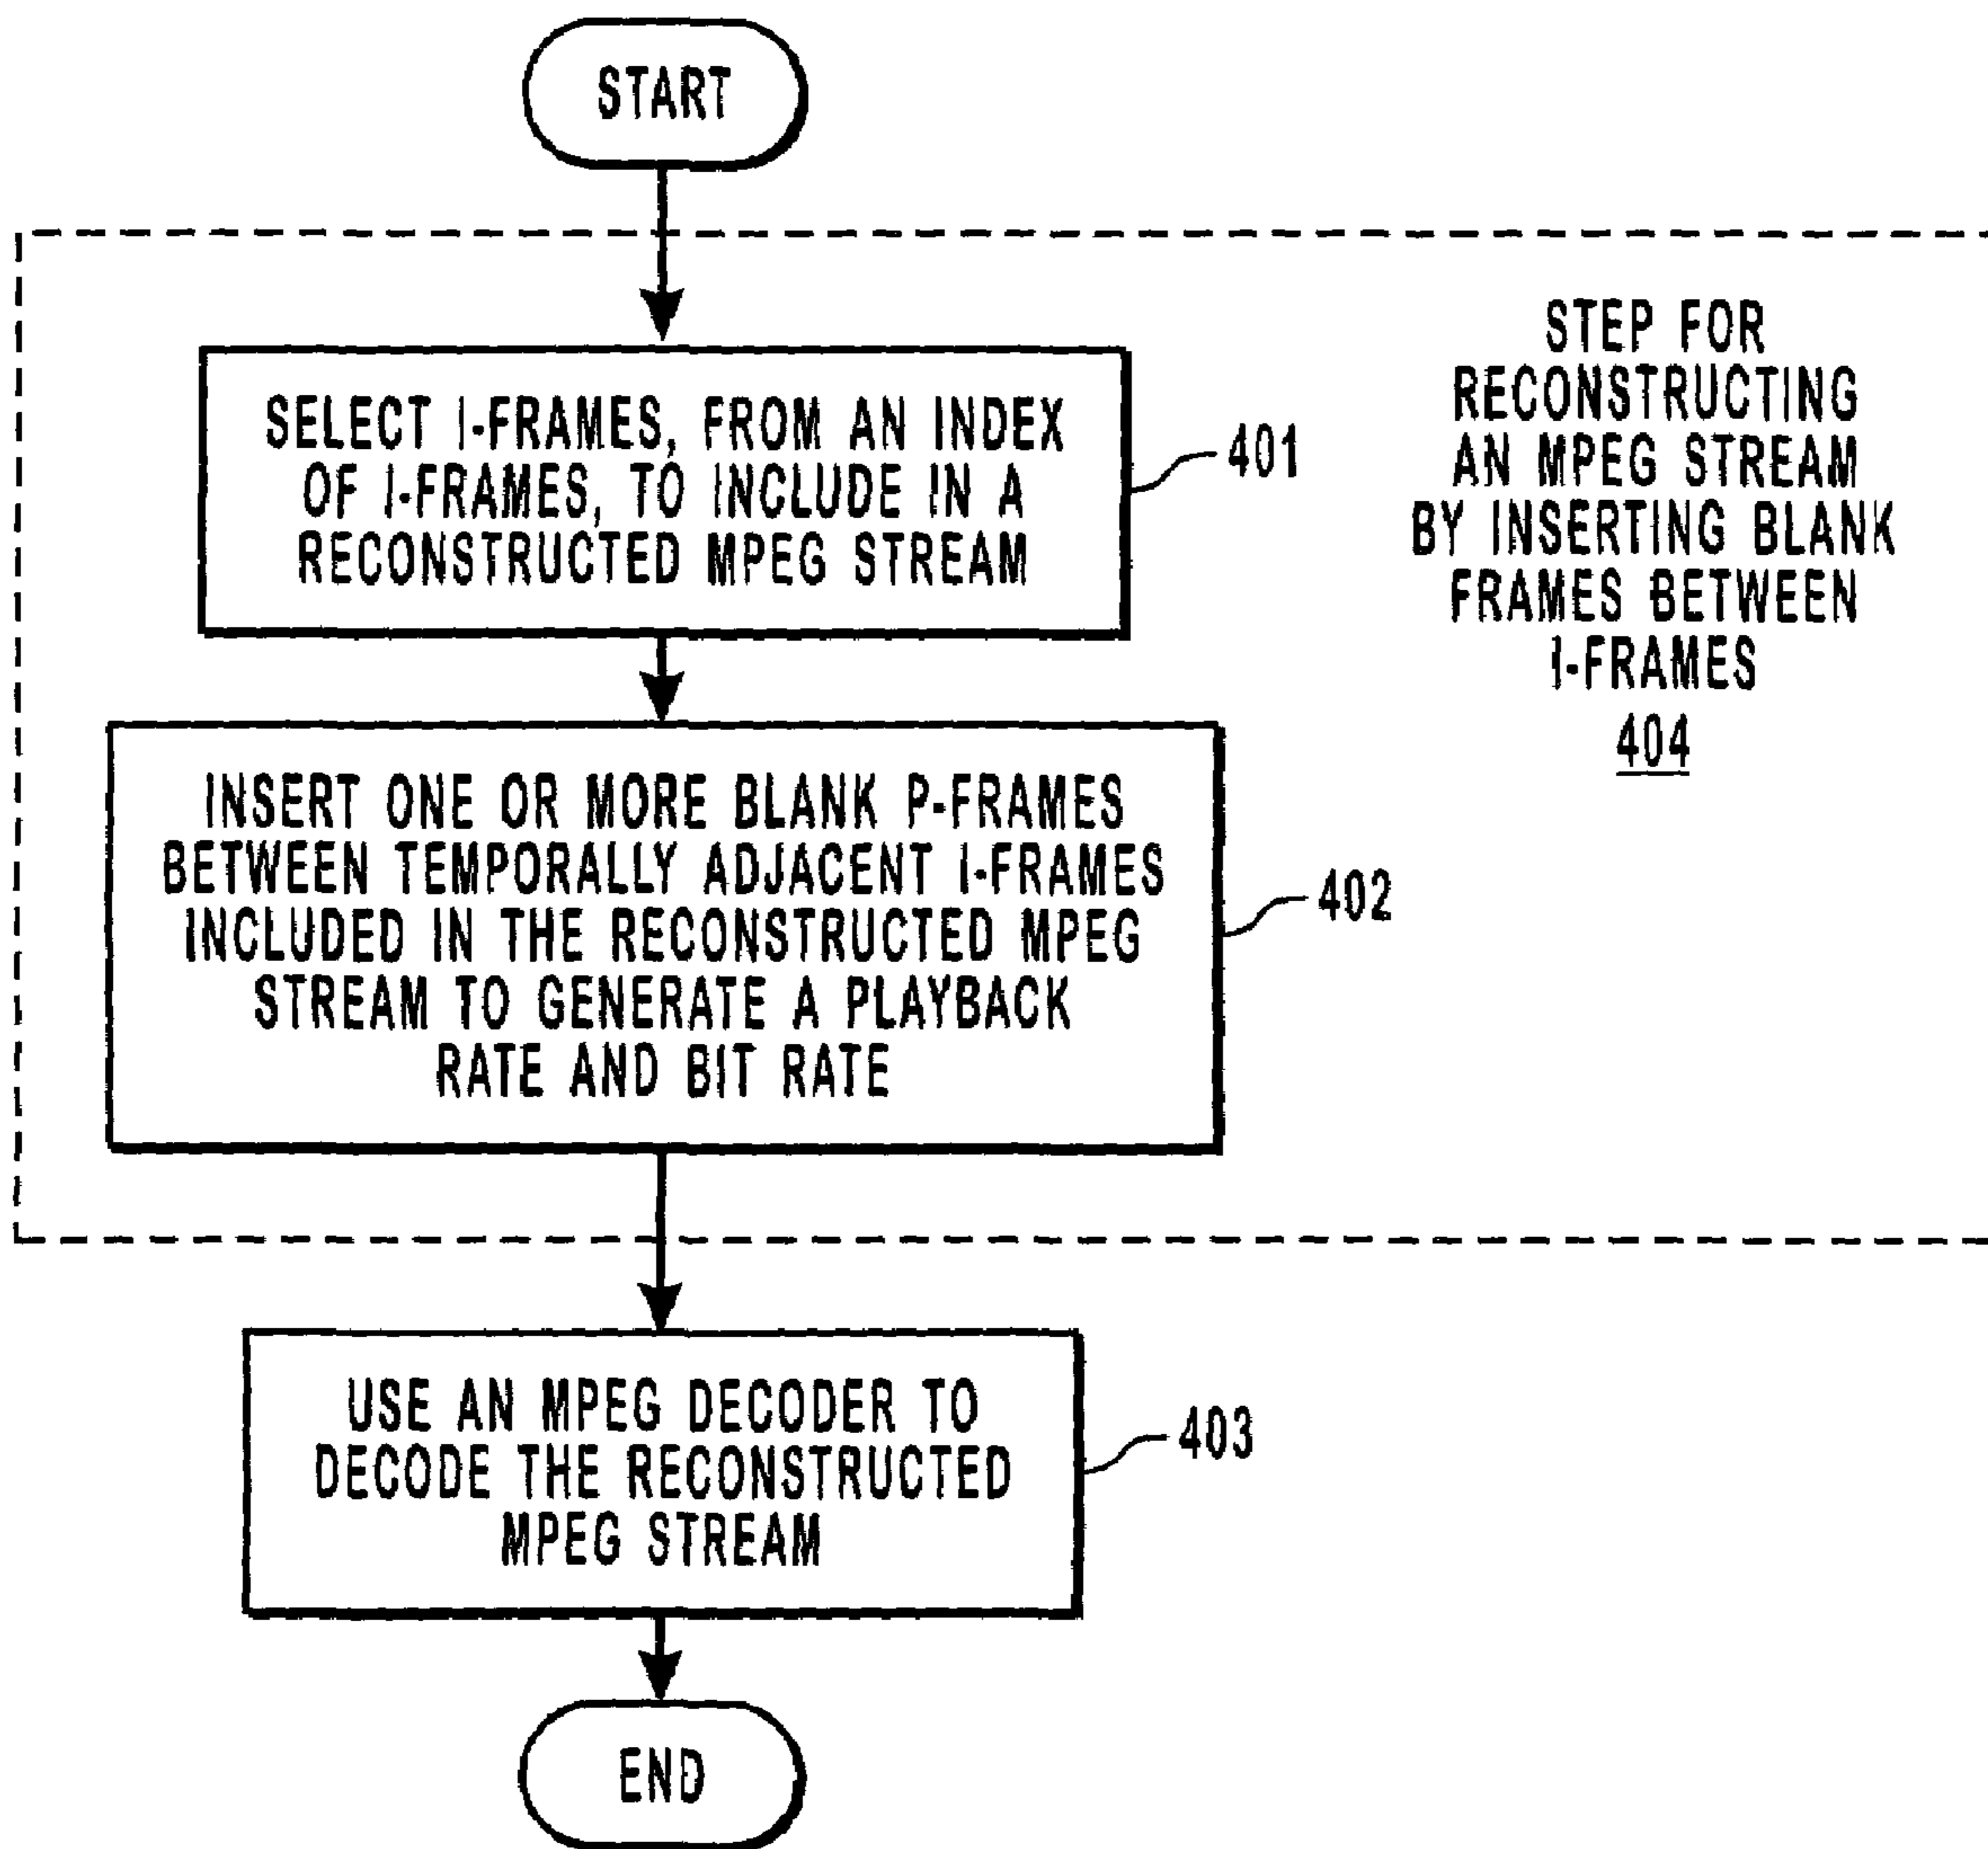 START
SELECT I-FRAMES, FROM AN INDEX
OF I-FRAMES, TO INCLUDE IN A
RECONSTRUCTED MPEG STREAM
401
STEP FOR
RECONSTRUCTING
AN MPEG STREAM
BY INSERTING BLANK
FRAMES BETWEEN
I-FRAMES
404
INSERT ONE OR MORE BLANK P-FRAMES
BETWEEN TEMPORALLY ADJACENT I-FRAMES
INCLUDED IN THE RECONSTRUCTED MPEG
STREAM TO GENERATE A PLAYBACK
RATE AND BIT RATE
402
USE AN MPEG DECODER TO
DECODE THE RECONSTRUCTED
MPEG STREAM
403
END